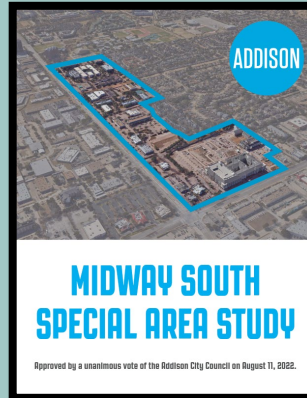 ADDISON
MIDWAY SOUTH
SPECIAL AREA STUDY
Approved by a unanimous vote of the Addison City Council on August 11, 2022.